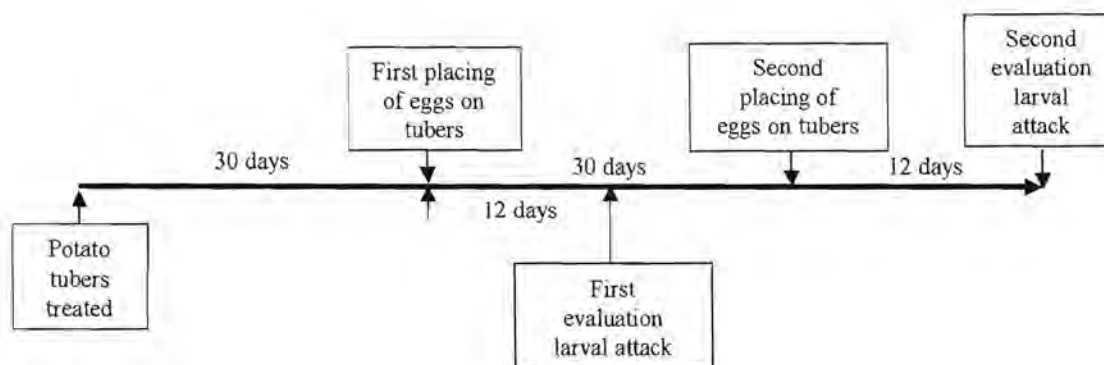 First placing
of eggs on
tubers
Second
placing of
eggs on tubers
Second
evaluation
larval
attack
30 days
30 days
12 days
12 days
Potato
tubers
treated
First
evaluation
larval attack